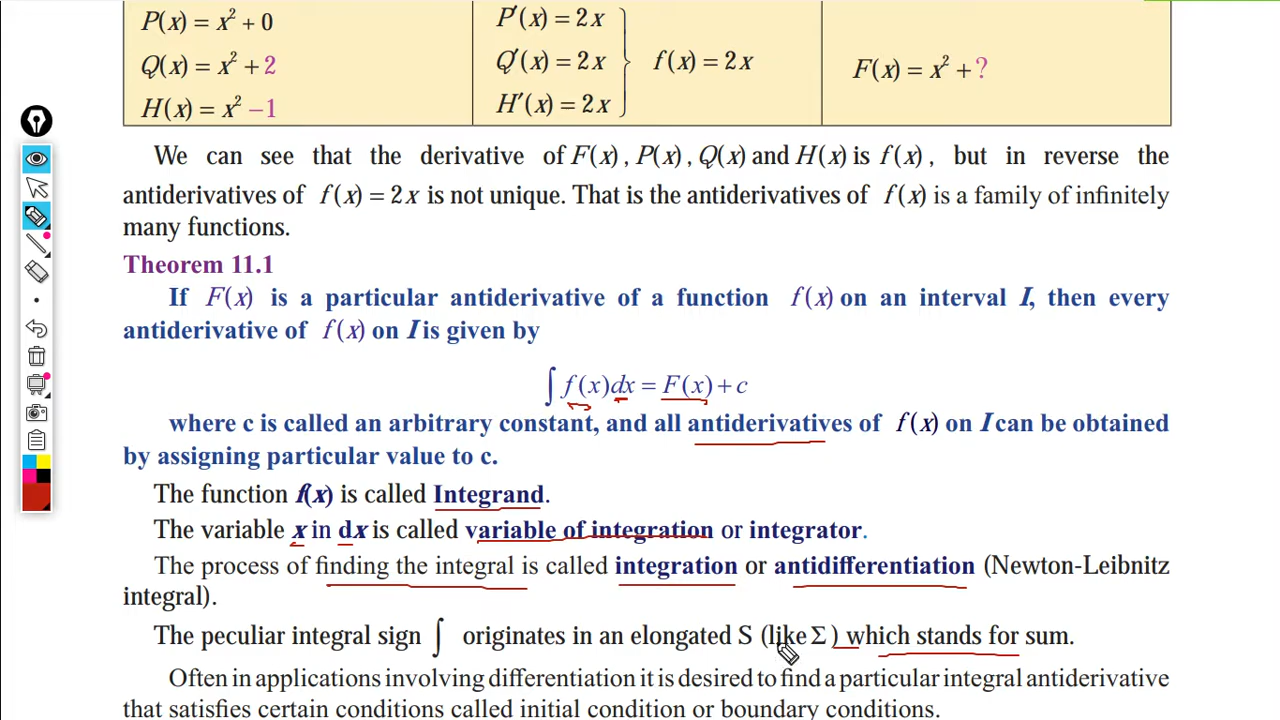 P(x) = x² + 0
Q(x) = x² + 2
H(x) = x² − 1
P′(x) = 2x
Q′(x) = 2x
H′(x) = 2x
f(x) = 2x
F(x) = x² + ?
We can see that the derivative of F(x), P(x), Q(x) and H(x) is f(x), but in reverse the
antiderivatives of f(x) = 2x is not unique. That is the antiderivatives of f(x) is a family of infinitely
many functions.
Theorem 11.1
If F(x) is a particular antiderivative of a function f(x) on an interval I, then every
antiderivative of f(x) on I is given by
∫ f(x)dx = F(x) + c
where c is called an arbitrary constant, and all antiderivatives of f(x) on I can be obtained
by assigning particular value to c.
The function f(x) is called Integrand.
The variable x in dx is called variable of integration or integrator.
The process of finding the integral is called integration or antidifferentiation (Newton-Leibnitz
integral).
The peculiar integral sign ∫ originates in an elongated S (like Σ) which stands for sum.
Often in applications involving differentiation it is desired to find a particular integral antiderivative
that satisfies certain conditions called initial condition or boundary conditions.